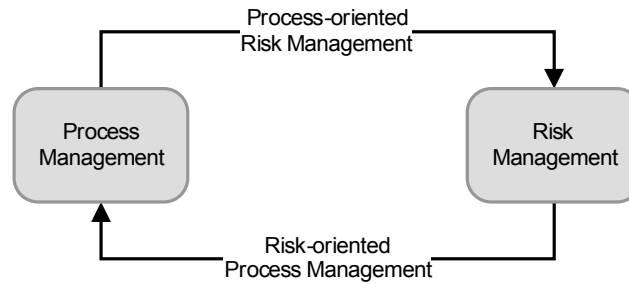 Process-oriented
Risk Management
Process
Management
Risk
Management
Risk-oriented
Process Management